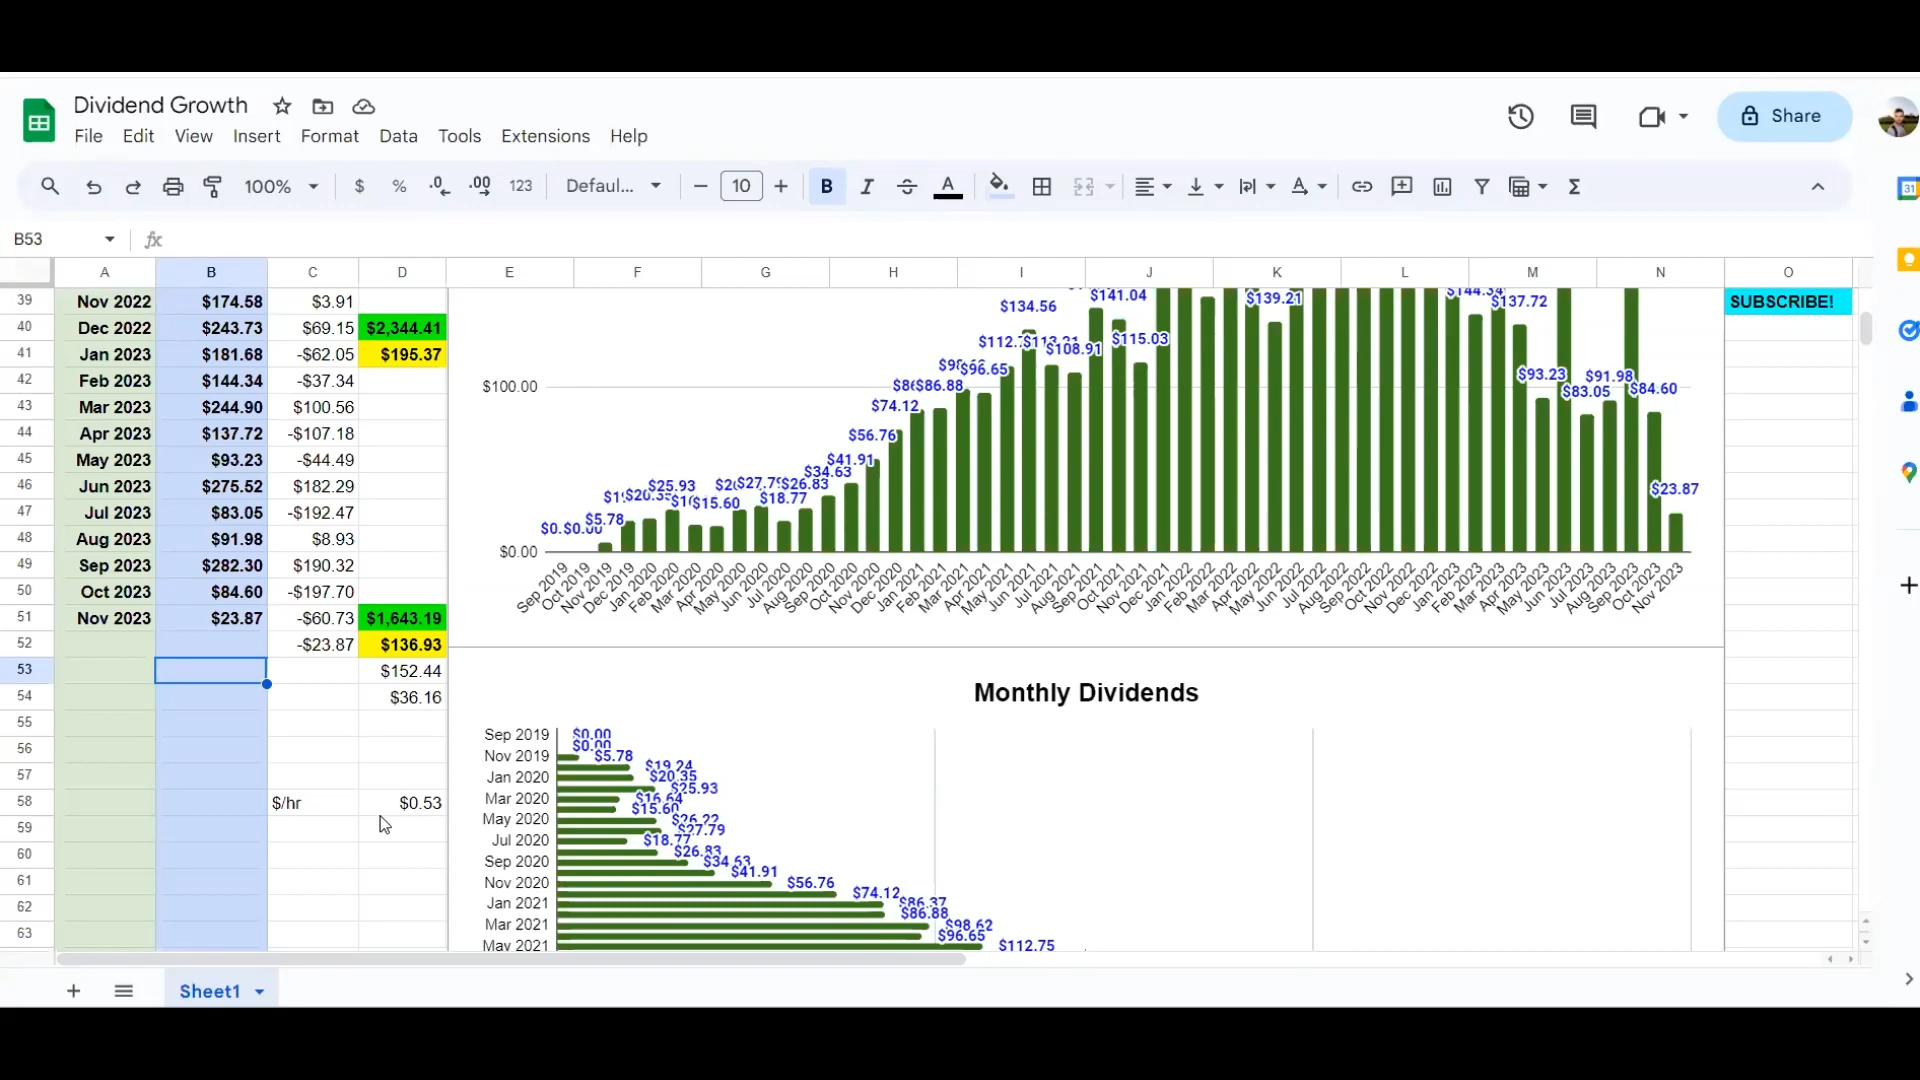 Dividend Growth
File Edit View Insert Format Data Tools Extensions Help
Share
100% $ % .0 .00 123 Defaul... 10 B I A
B53 fx
A B C D E F G H I J K L M N O
39 Nov 2022 $174.58 $3.91
40 Dec 2022 $243.73 $69.15 $2,344.41
41 Jan 2023 $181.68 -$62.05 $195.37
42 Feb 2023 $144.34 -$37.34
43 Mar 2023 $244.90 $100.56
44 Apr 2023 $137.72 -$107.18
45 May 2023 $93.23 -$44.49
46 Jun 2023 $275.52 $182.29
47 Jul 2023 $83.05 -$192.47
48 Aug 2023 $91.98 $8.93
49 Sep 2023 $282.30 $190.32
50 Oct 2023 $84.60 -$197.70
51 Nov 2023 $23.87 -$60.73 $1,643.19
52 -$23.87 $136.93
53 $152.44
54 $36.16
55
56
57
58 $/hr $0.53
59
60
61
62
63
SUBSCRIBE!
$100.00
$0.00
$5.78
$25.93
$15.60
$18.77
$26.83
$34.63
$41.91
$56.76
$74.12
$86.88
$96.65
$134.56
$108.91
$141.04
$115.03
$139.21
$144.34
$137.72
$93.23
$83.05
$91.98
$84.60
$23.87
Sep 2019
Oct 2019
Nov 2019
Dec 2019
Jan 2020
Feb 2020
Mar 2020
Apr 2020
May 2020
Jun 2020
Jul 2020
Aug 2020
Sep 2020
Oct 2020
Nov 2020
Dec 2020
Jan 2021
Feb 2021
Mar 2021
Apr 2021
May 2021
Jun 2021
Jul 2021
Aug 2021
Sep 2021
Oct 2021
Nov 2021
Dec 2021
Jan 2022
Feb 2022
Mar 2022
Apr 2022
May 2022
Jun 2022
Jul 2022
Aug 2022
Sep 2022
Oct 2022
Nov 2022
Dec 2022
Jan 2023
Feb 2023
Mar 2023
Apr 2023
May 2023
Jun 2023
Jul 2023
Aug 2023
Sep 2023
Oct 2023
Nov 2023
Monthly Dividends
Sep 2019 $0.00
$0.00
Nov 2019 $5.78
$19.24
Jan 2020 $20.35
$25.93
Mar 2020 $16.64
$15.60
May 2020 $26.22
$27.79
Jul 2020 $18.77
$26.83
Sep 2020 $34.63
$41.91
Nov 2020 $56.76
$74.12
Jan 2021 $86.37
$86.88
Mar 2021 $98.62
$96.65
May 2021 $112.75
Sheet1
31